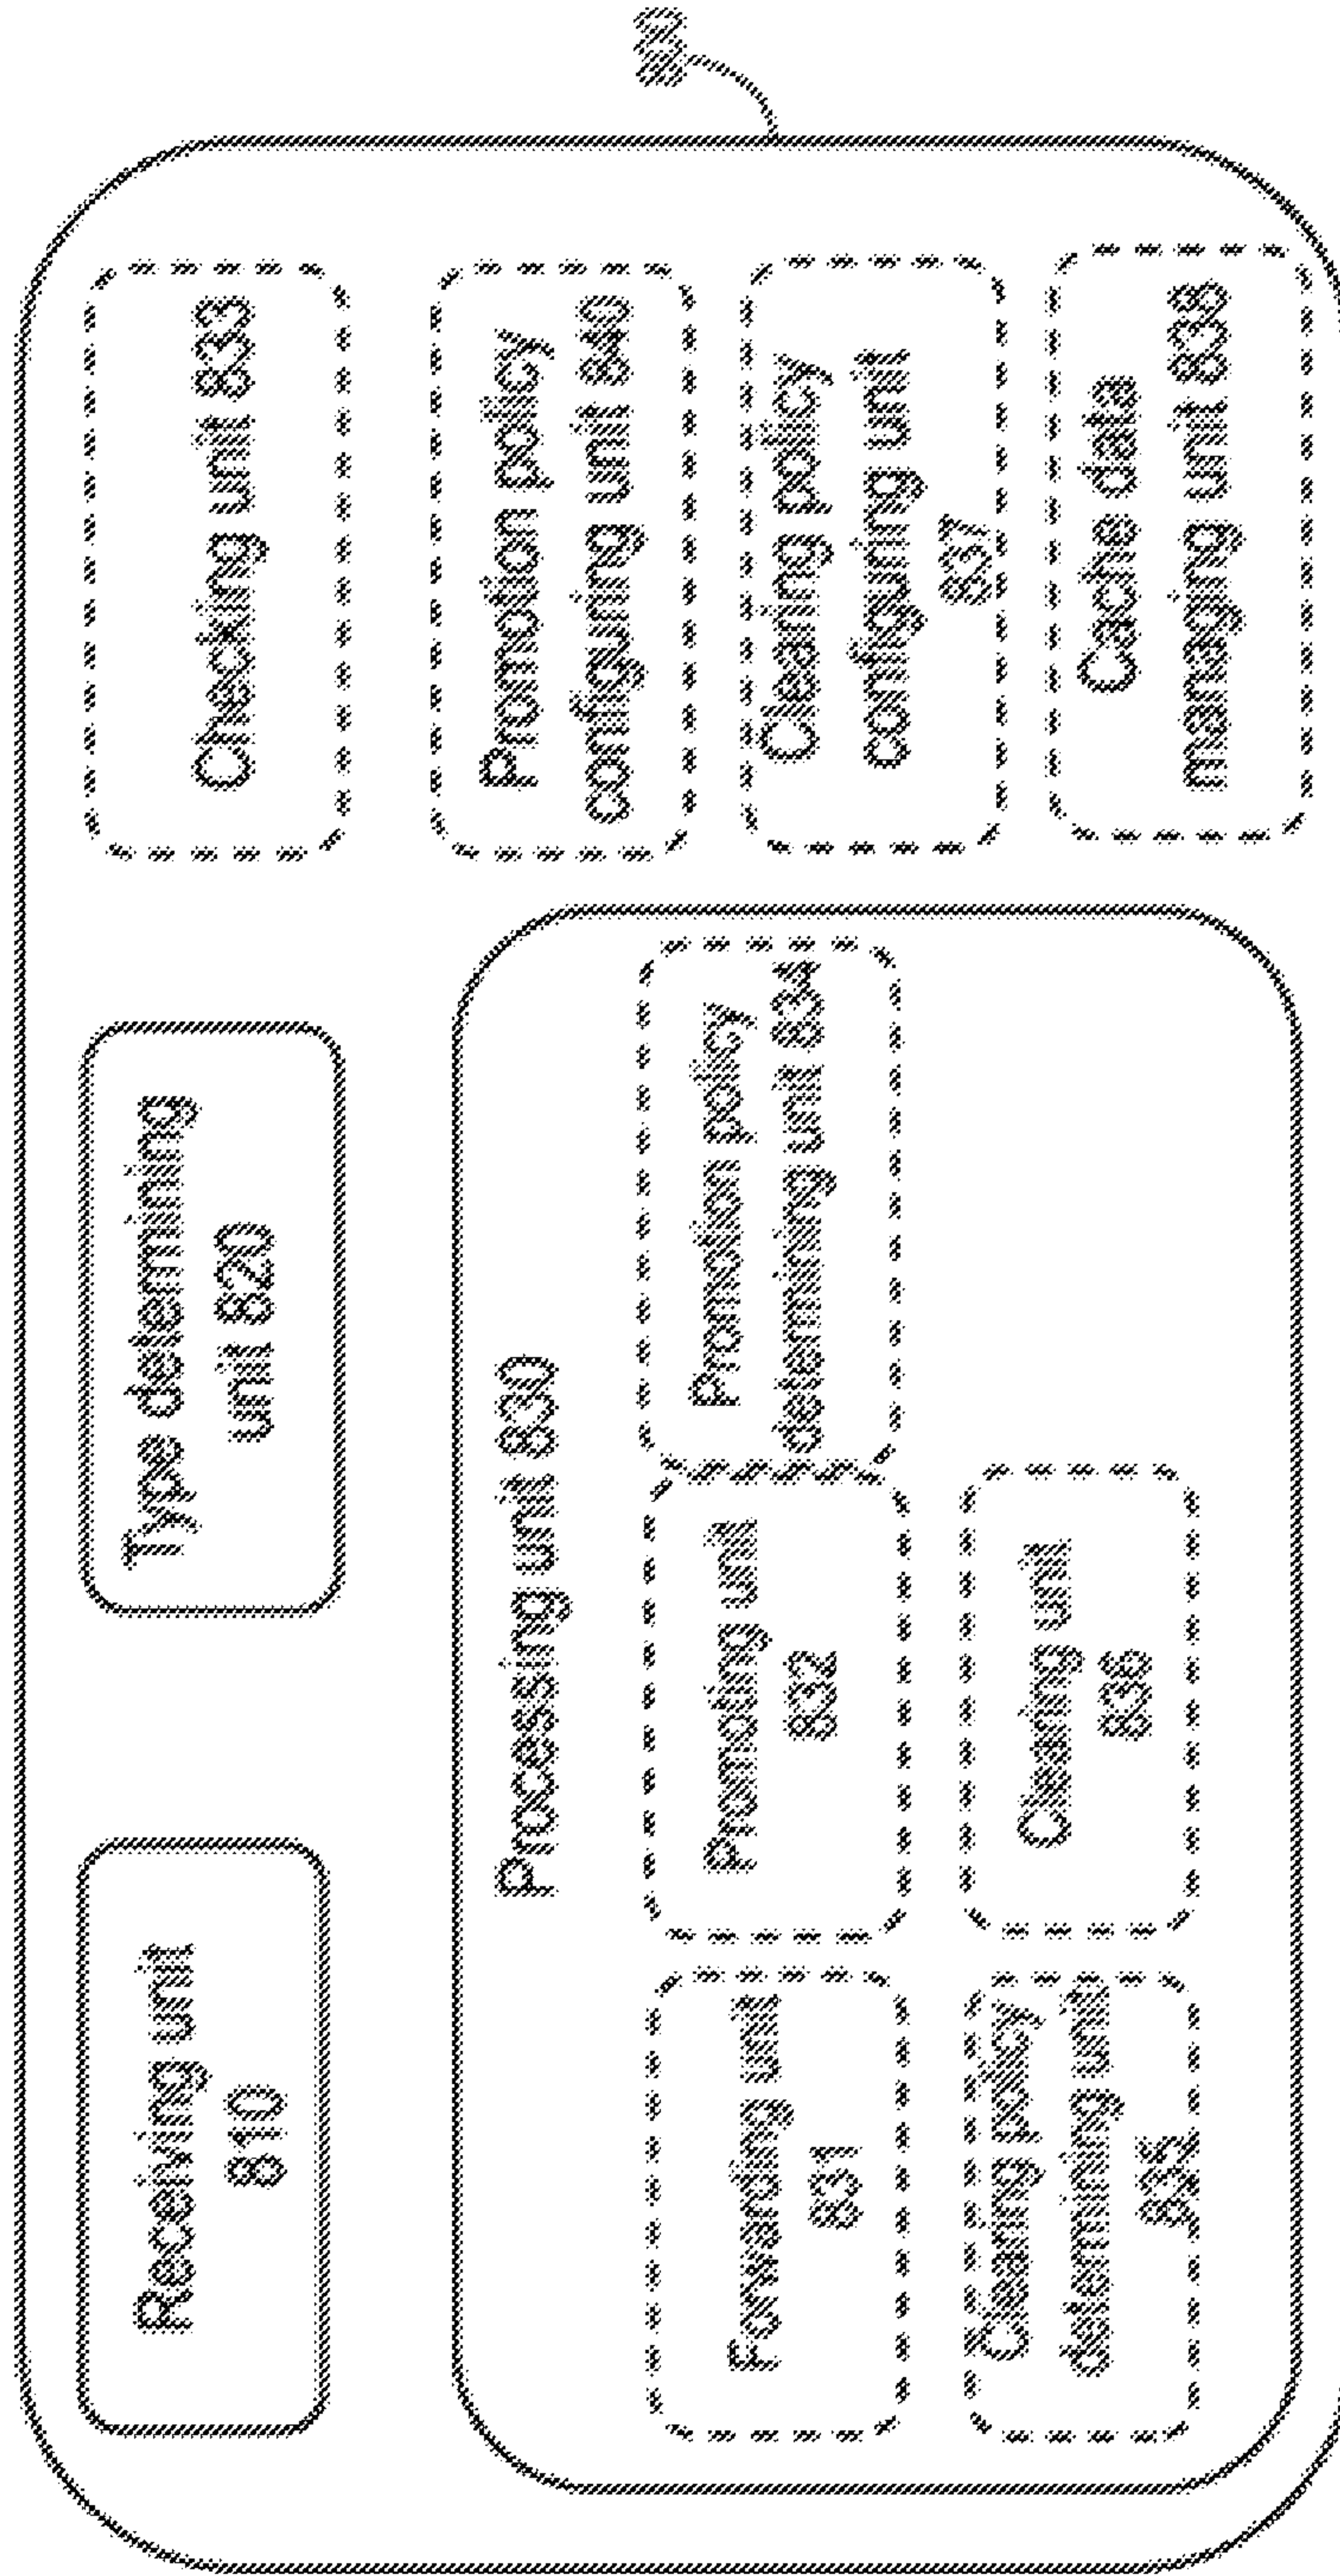 800
Receiving unit
810
Type determining
unit 820
Checking unit 833
Processing unit 830
Forwarding unit
831
Promoting unit
832
Promotion policy
determining unit 834
Clearing policy
determining unit
835
Clearing unit
836
Promotion policy
configuring unit 840
Clearing policy
configuring unit
837
Cache data
managing unit 838